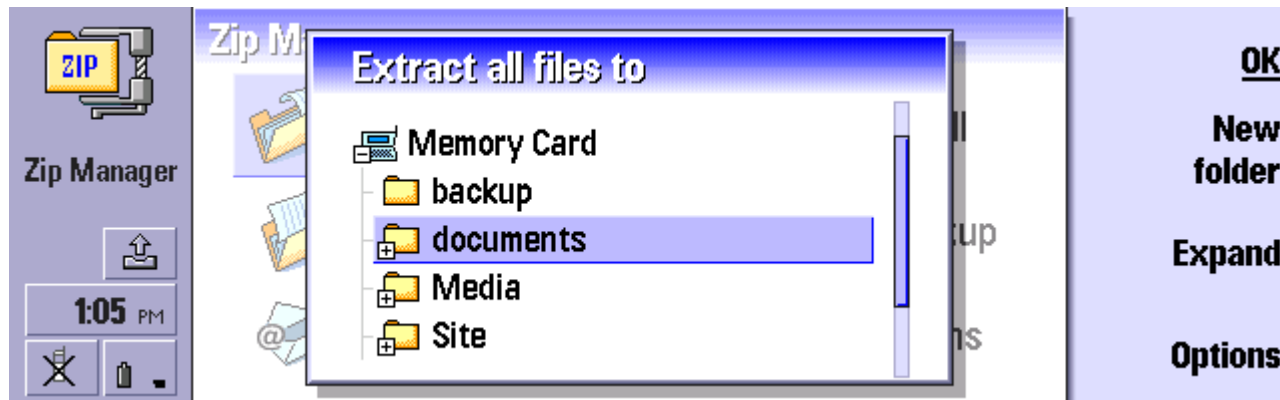 ZIP
Zip Manager
1:05 PM
Zip M
Extract all files to
Memory Card
backup
documents
Media
Site
@
OK
New
folder
Expand
Options